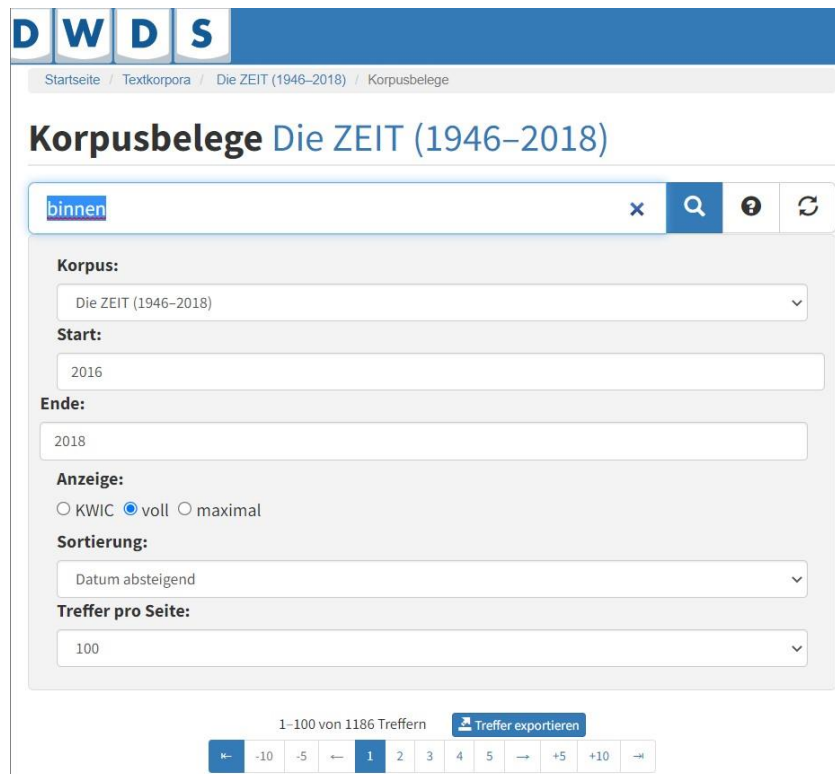 DWDS
Startseite / Textkorpora / Die ZEIT (1946–2018) / Korpusbelege
Korpusbelege Die ZEIT (1946–2018)
binnen
Korpus:
Die ZEIT (1946–2018)
Start:
2016
Ende:
2018
Anzeige:
KWIC voll maximal
Sortierung:
Datum absteigend
Treffer pro Seite:
100
1–100 von 1186 Treffern Treffer exportieren
⇤ -10 -5 ← 1 2 3 4 5 → +5 +10 ⇥